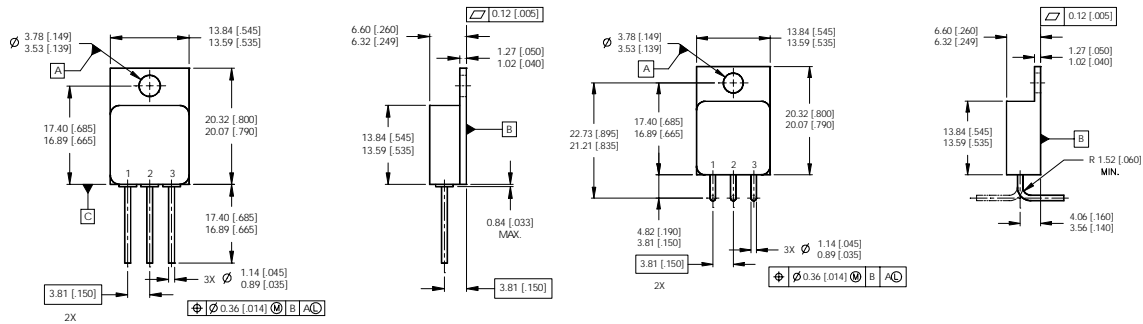 Ø 3.78 [.149]
3.53 [.139]
13.84 [.545]
13.59 [.535]
A
17.40 [.685]
16.89 [.665]
20.32 [.800]
20.07 [.790]
1 2 3
C
17.40 [.685]
16.89 [.665]
3X Ø 1.14 [.045]
0.89 [.035]
3.81 [.150]
2X
⌖ Ø 0.36 [.014] Ⓜ B A Ⓛ
⏥ 0.12 [.005]
6.60 [.260]
6.32 [.249]
1.27 [.050]
1.02 [.040]
13.84 [.545]
13.59 [.535]
B
0.84 [.033]
MAX.
3.81 [.150]
Ø 3.78 [.149]
3.53 [.139]
13.84 [.545]
13.59 [.535]
A
22.73 [.895]
21.21 [.835]
17.40 [.685]
16.89 [.665]
20.32 [.800]
20.07 [.790]
1 2 3
4.82 [.190]
3.81 [.150]
3X Ø 1.14 [.045]
0.89 [.035]
3.81 [.150]
2X
⌖ Ø 0.36 [.014] Ⓜ B A Ⓛ
⏥ 0.12 [.005]
6.60 [.260]
6.32 [.249]
1.27 [.050]
1.02 [.040]
13.84 [.545]
13.59 [.535]
B
R 1.52 [.060]
MIN.
4.06 [.160]
3.56 [.140]